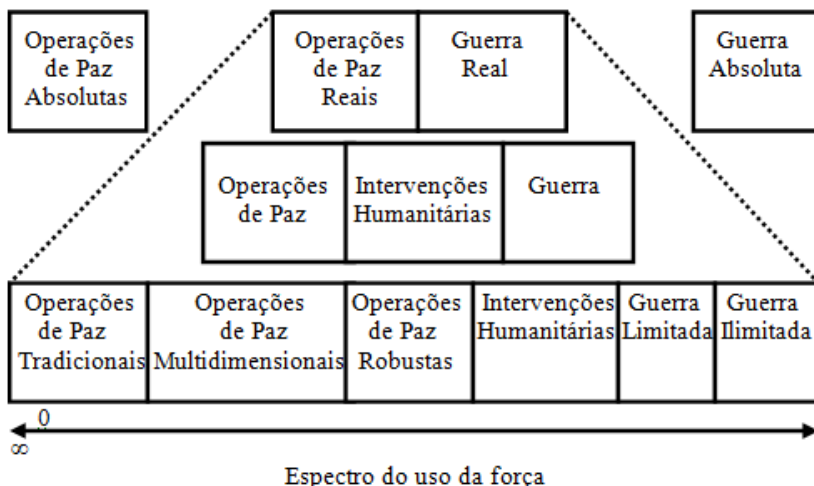 Operações
de Paz
Absolutas
Operações
de Paz
Reais
Guerra
Real
Guerra
Absoluta
Operações
de Paz
Intervenções
Humanitárias
Guerra
Operações
de Paz
Tradicionais
Operações
de Paz
Multidimensionais
Operações
de Paz
Robustas
Intervenções
Humanitárias
Guerra
Limitada
Guerra
Ilimitada
0
∞
Espectro do uso da força